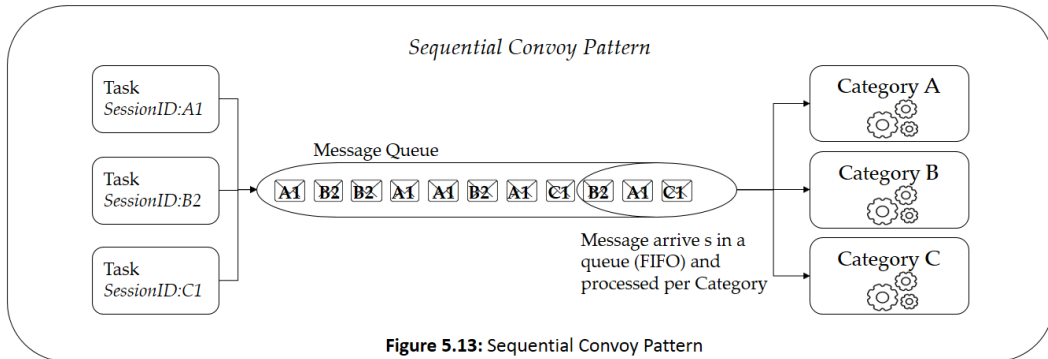 Sequential Convoy Pattern
Task
SessionID:A1
Task
SessionID:B2
Task
SessionID:C1
Message Queue
A1 B2 B2 A1 A1 B2 A1 C1 B2 A1 C1
Message arrive s in a
queue (FIFO) and
processed per Category
Category A
Category B
Category C
Figure 5.13: Sequential Convoy Pattern